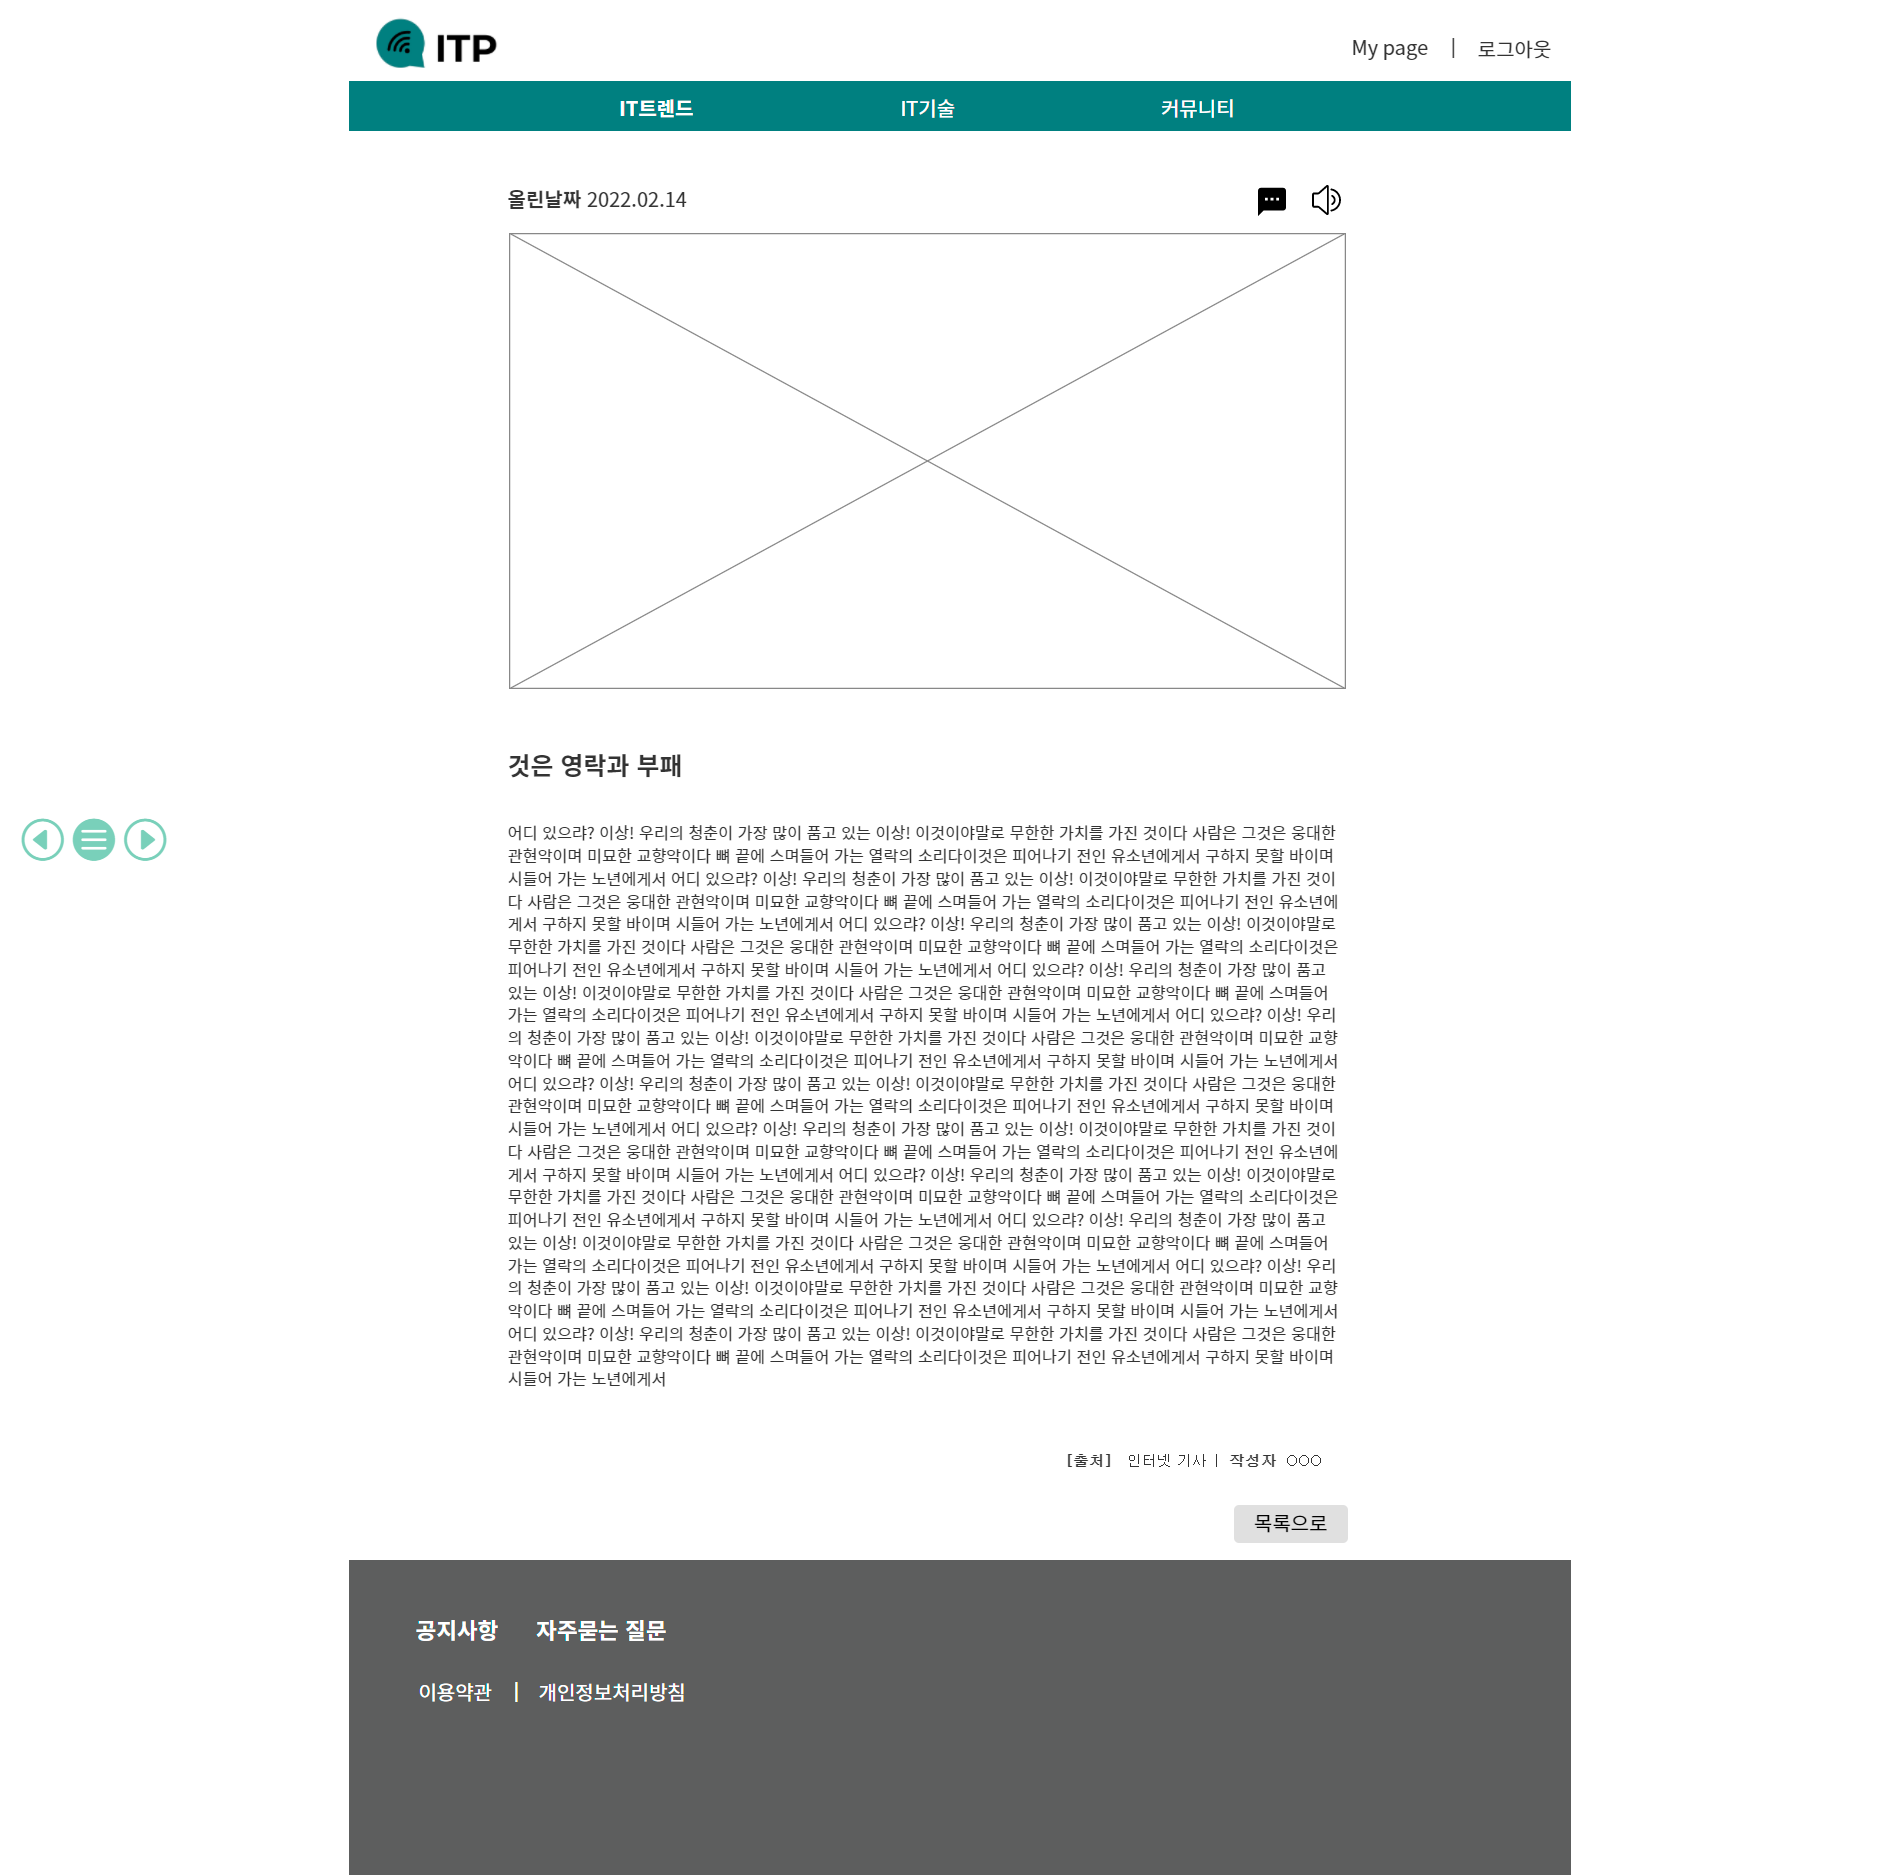 ITP
My page | 로그아웃
IT트렌드 IT기술 커뮤니티
올린날짜 2022.02.14
것은 영락과 부패
어디 있으랴? 이상! 우리의 청춘이 가장 많이 품고 있는 이상! 이것이야말로 무한한 가치를 가진 것이다 사람은 그것은 웅대한
관현악이며 미묘한 교향악이다 뼈 끝에 스며들어 가는 열락의 소리다이것은 피어나기 전인 유소년에게서 구하지 못할 바이며
시들어 가는 노년에게서 어디 있으랴? 이상! 우리의 청춘이 가장 많이 품고 있는 이상! 이것이야말로 무한한 가치를 가진 것이
다 사람은 그것은 웅대한 관현악이며 미묘한 교향악이다 뼈 끝에 스며들어 가는 열락의 소리다이것은 피어나기 전인 유소년에
게서 구하지 못할 바이며 시들어 가는 노년에게서 어디 있으랴? 이상! 우리의 청춘이 가장 많이 품고 있는 이상! 이것이야말로
무한한 가치를 가진 것이다 사람은 그것은 웅대한 관현악이며 미묘한 교향악이다 뼈 끝에 스며들어 가는 열락의 소리다이것은
피어나기 전인 유소년에게서 구하지 못할 바이며 시들어 가는 노년에게서 어디 있으랴? 이상! 우리의 청춘이 가장 많이 품고
있는 이상! 이것이야말로 무한한 가치를 가진 것이다 사람은 그것은 웅대한 관현악이며 미묘한 교향악이다 뼈 끝에 스며들어
가는 열락의 소리다이것은 피어나기 전인 유소년에게서 구하지 못할 바이며 시들어 가는 노년에게서 어디 있으랴? 이상! 우리
의 청춘이 가장 많이 품고 있는 이상! 이것이야말로 무한한 가치를 가진 것이다 사람은 그것은 웅대한 관현악이며 미묘한 교향
악이다 뼈 끝에 스며들어 가는 열락의 소리다이것은 피어나기 전인 유소년에게서 구하지 못할 바이며 시들어 가는 노년에게서
어디 있으랴? 이상! 우리의 청춘이 가장 많이 품고 있는 이상! 이것이야말로 무한한 가치를 가진 것이다 사람은 그것은 웅대한
관현악이며 미묘한 교향악이다 뼈 끝에 스며들어 가는 열락의 소리다이것은 피어나기 전인 유소년에게서 구하지 못할 바이며
시들어 가는 노년에게서 어디 있으랴? 이상! 우리의 청춘이 가장 많이 품고 있는 이상! 이것이야말로 무한한 가치를 가진 것이
다 사람은 그것은 웅대한 관현악이며 미묘한 교향악이다 뼈 끝에 스며들어 가는 열락의 소리다이것은 피어나기 전인 유소년에
게서 구하지 못할 바이며 시들어 가는 노년에게서 어디 있으랴? 이상! 우리의 청춘이 가장 많이 품고 있는 이상! 이것이야말로
무한한 가치를 가진 것이다 사람은 그것은 웅대한 관현악이며 미묘한 교향악이다 뼈 끝에 스며들어 가는 열락의 소리다이것은
피어나기 전인 유소년에게서 구하지 못할 바이며 시들어 가는 노년에게서 어디 있으랴? 이상! 우리의 청춘이 가장 많이 품고
있는 이상! 이것이야말로 무한한 가치를 가진 것이다 사람은 그것은 웅대한 관현악이며 미묘한 교향악이다 뼈 끝에 스며들어
가는 열락의 소리다이것은 피어나기 전인 유소년에게서 구하지 못할 바이며 시들어 가는 노년에게서 어디 있으랴? 이상! 우리
의 청춘이 가장 많이 품고 있는 이상! 이것이야말로 무한한 가치를 가진 것이다 사람은 그것은 웅대한 관현악이며 미묘한 교향
악이다 뼈 끝에 스며들어 가는 열락의 소리다이것은 피어나기 전인 유소년에게서 구하지 못할 바이며 시들어 가는 노년에게서
어디 있으랴? 이상! 우리의 청춘이 가장 많이 품고 있는 이상! 이것이야말로 무한한 가치를 가진 것이다 사람은 그것은 웅대한
관현악이며 미묘한 교향악이다 뼈 끝에 스며들어 가는 열락의 소리다이것은 피어나기 전인 유소년에게서 구하지 못할 바이며
시들어 가는 노년에게서
[출처] 인터넷 기사 | 작성자 ○○○
목록으로
공지사항 자주묻는 질문
이용약관 | 개인정보처리방침